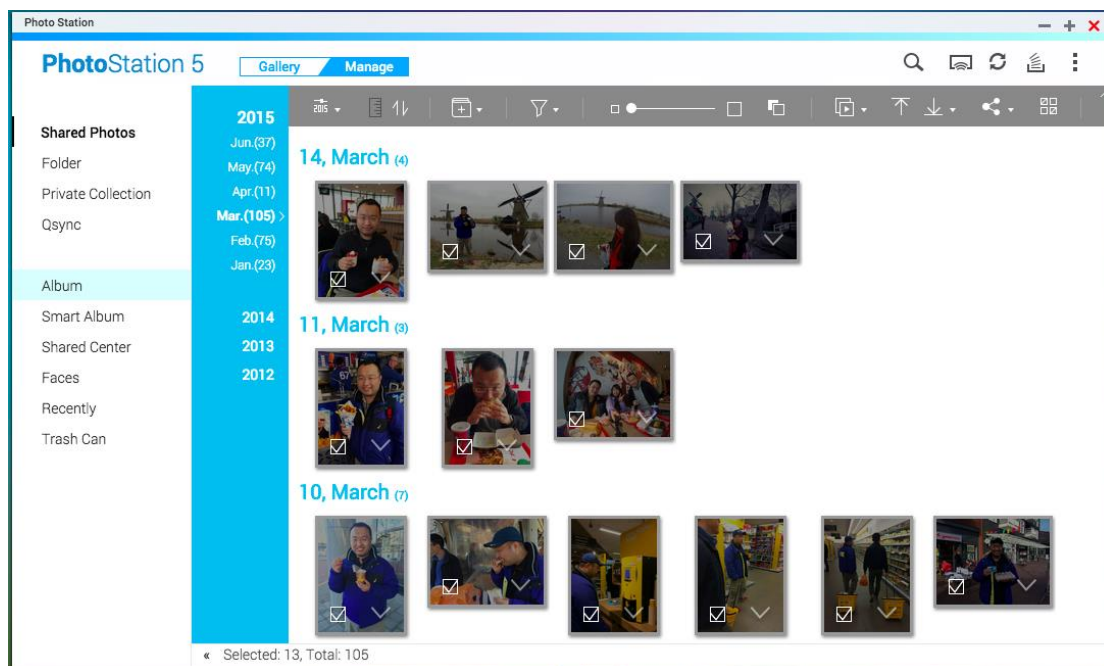 Photo Station
PhotoStation 5
Gallery
Manage
Shared Photos
Folder
Private Collection
Qsync
Album
Smart Album
Shared Center
Faces
Recently
Trash Can
2015
Jun.(37)
May.(74)
Apr.(11)
Mar.(105) >
Feb.(75)
Jan.(23)
2014
2013
2012
2015
14, March (4)
11, March (3)
10, March (7)
« Selected: 13, Total: 105